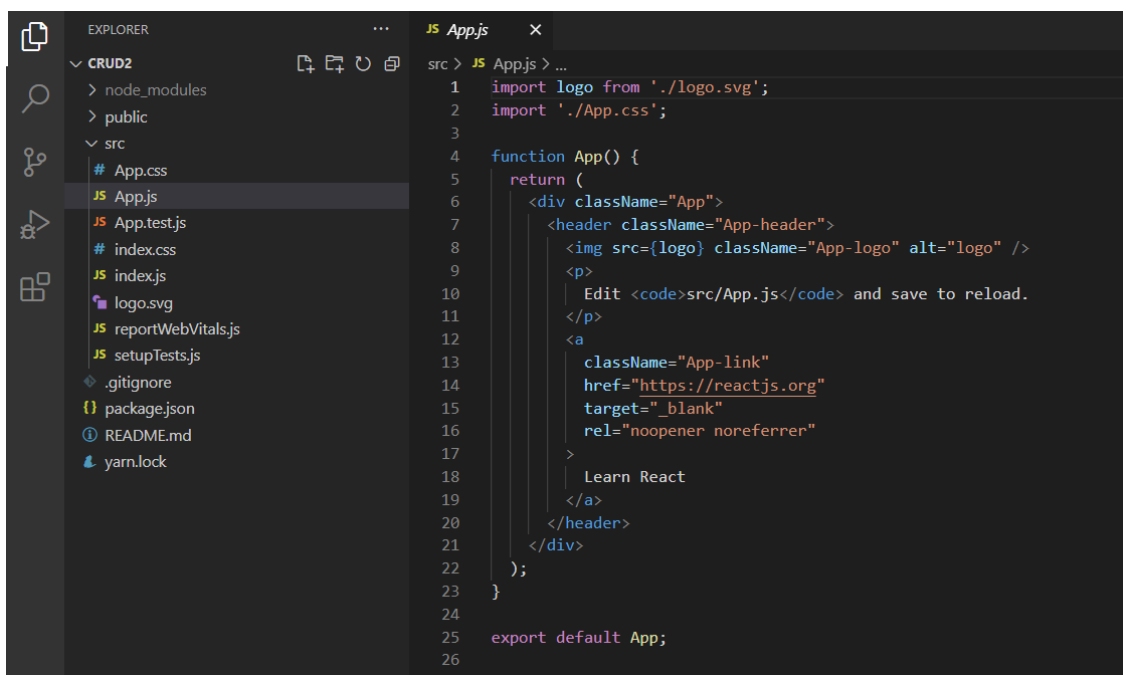 EXPLORER ...
CRUD2
node_modules
public
src
# App.css
JS App.js
JS App.test.js
# index.css
JS index.js
logo.svg
JS reportWebVitals.js
JS setupTests.js
.gitignore
{} package.json
README.md
yarn.lock
JS App.js ×
src > JS App.js > ...
1 import logo from './logo.svg';
2 import './App.css';
3
4 function App() {
5   return (
6     <div className="App">
7       <header className="App-header">
8         <img src={logo} className="App-logo" alt="logo" />
9         <p>
10           Edit <code>src/App.js</code> and save to reload.
11         </p>
12         <a
13           className="App-link"
14           href="https://reactjs.org"
15           target="_blank"
16           rel="noopener noreferrer"
17         >
18           Learn React
19         </a>
20       </header>
21     </div>
22   );
23 }
24
25 export default App;
26